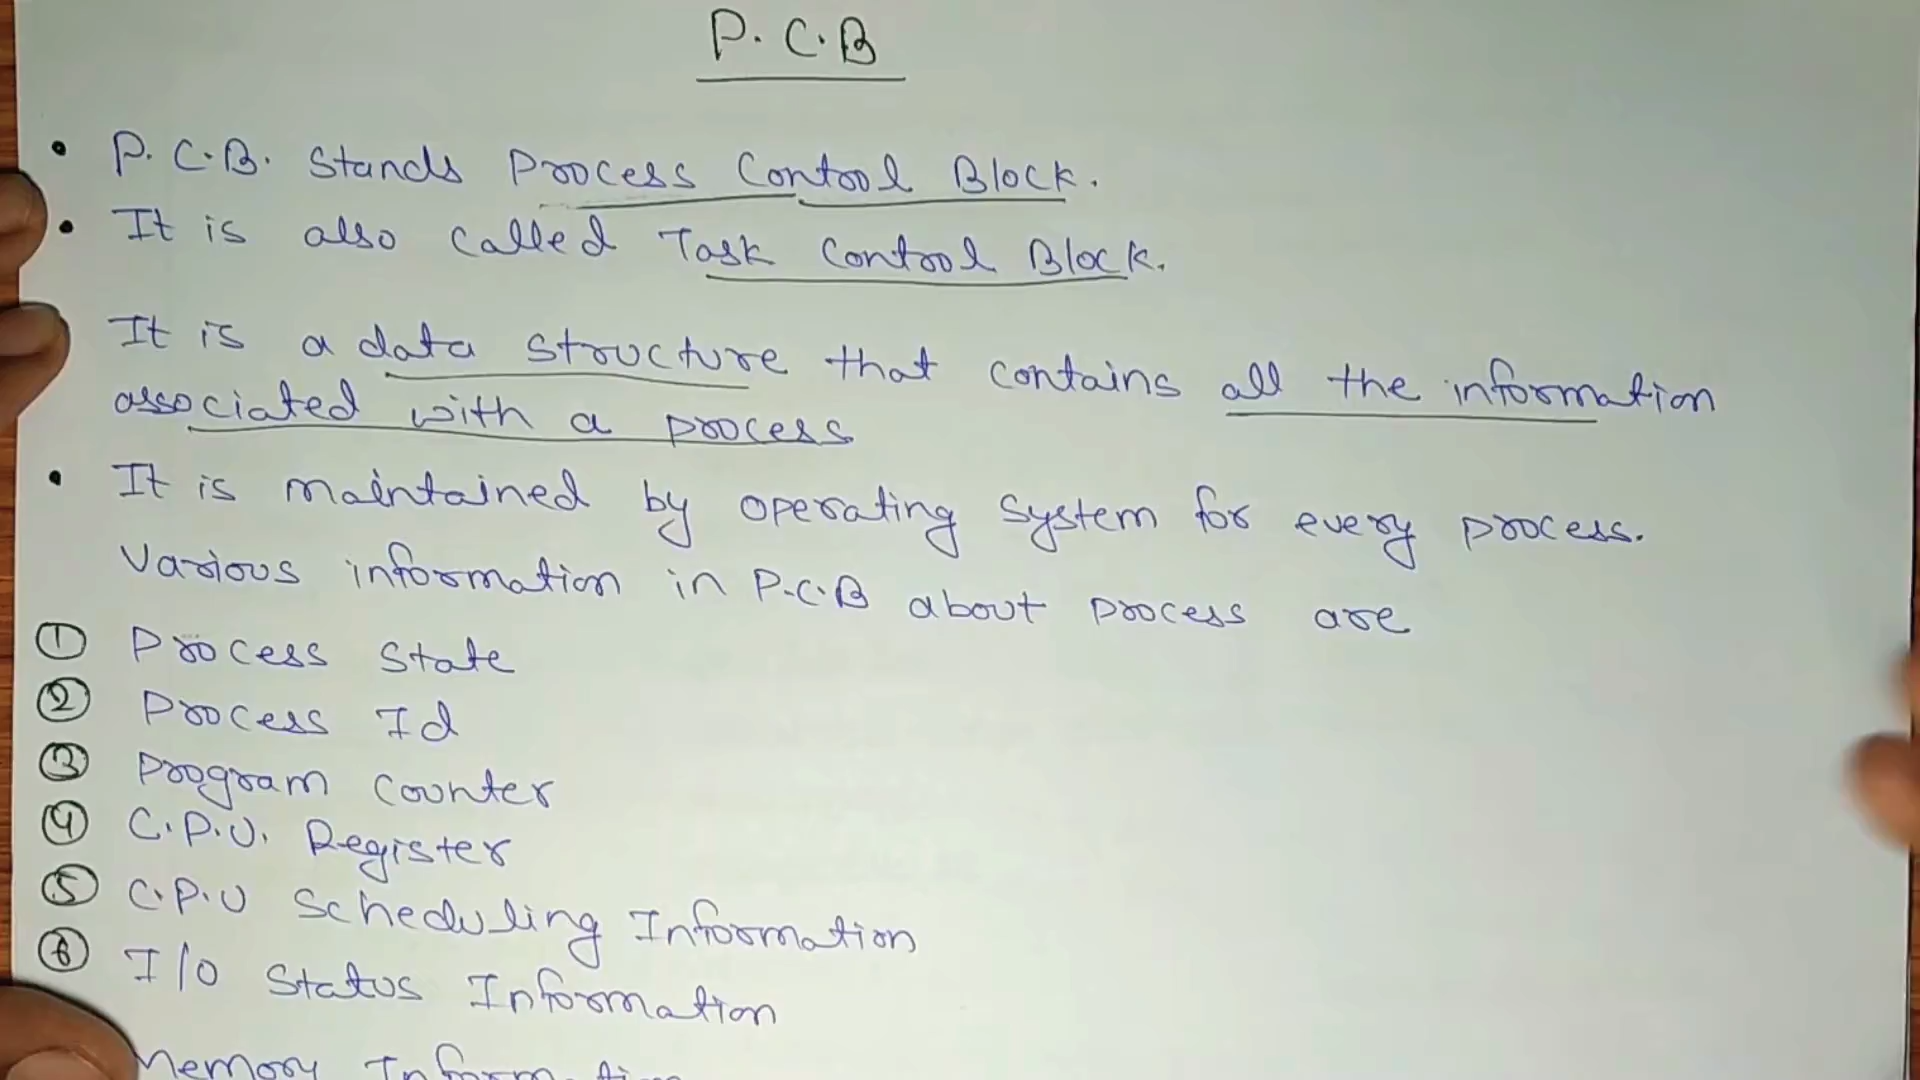 P.C.B
• P.C.B. Stands Process Control Block.
• It is also called Task Control Block.
It is a data structure that contains all the information
associated with a process
• It is maintained by operating system for every process.
Various information in P.C.B about process are
① Process State
② Process Id
③ Program Counter
④ C.P.U. Register
⑤ C.P.U Scheduling Information
⑥ I/O Status Information
Memory Information